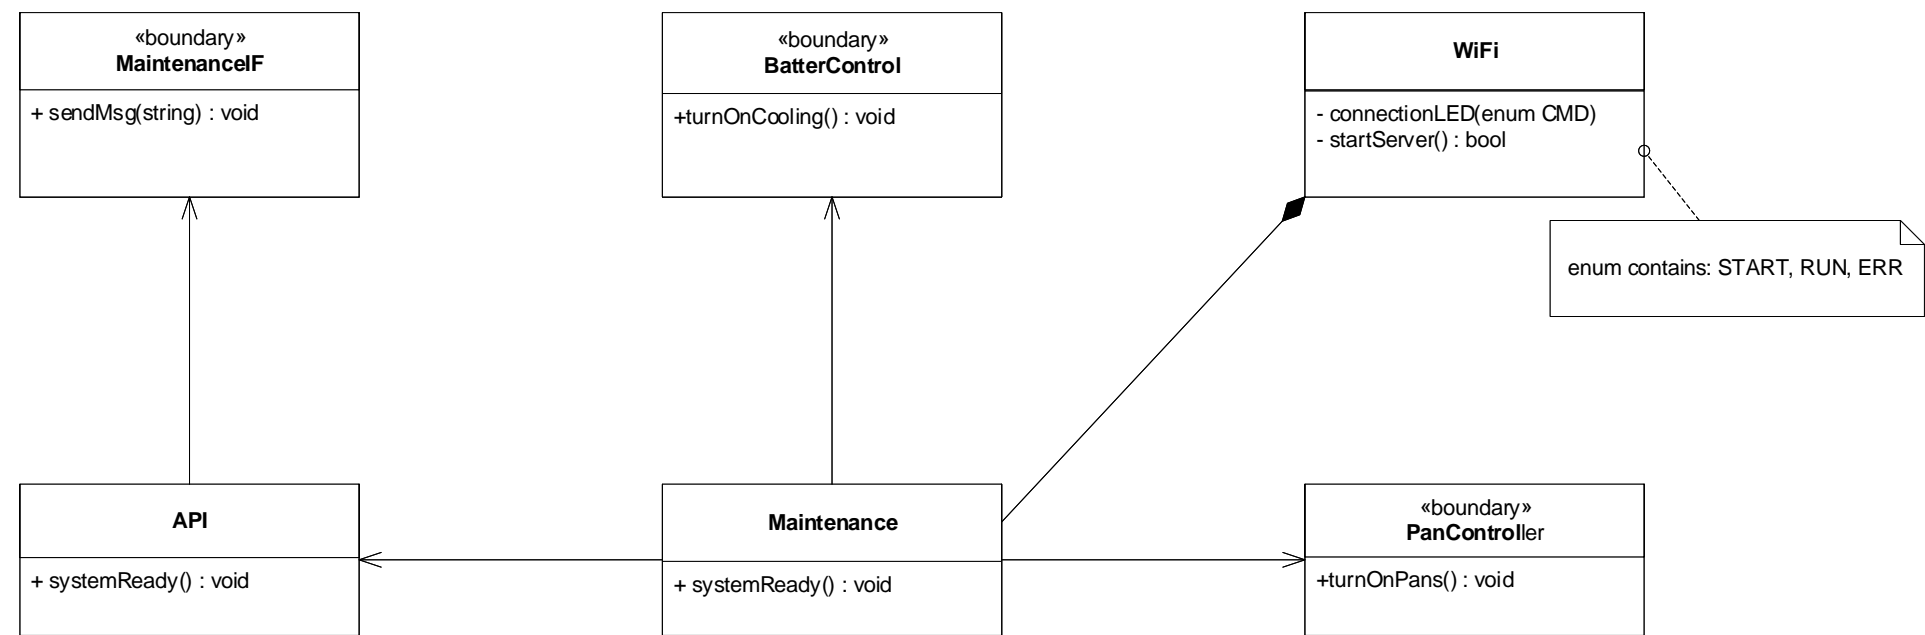 «boundary»
MaintenanceIF
+ sendMsg(string) : void
«boundary»
BatterControl
+turnOnCooling() : void
WiFi
- connectionLED(enum CMD)
- startServer() : bool
enum contains: START, RUN, ERR
API
+ systemReady() : void
Maintenance
+ systemReady() : void
«boundary»
PanController
+turnOnPans() : void